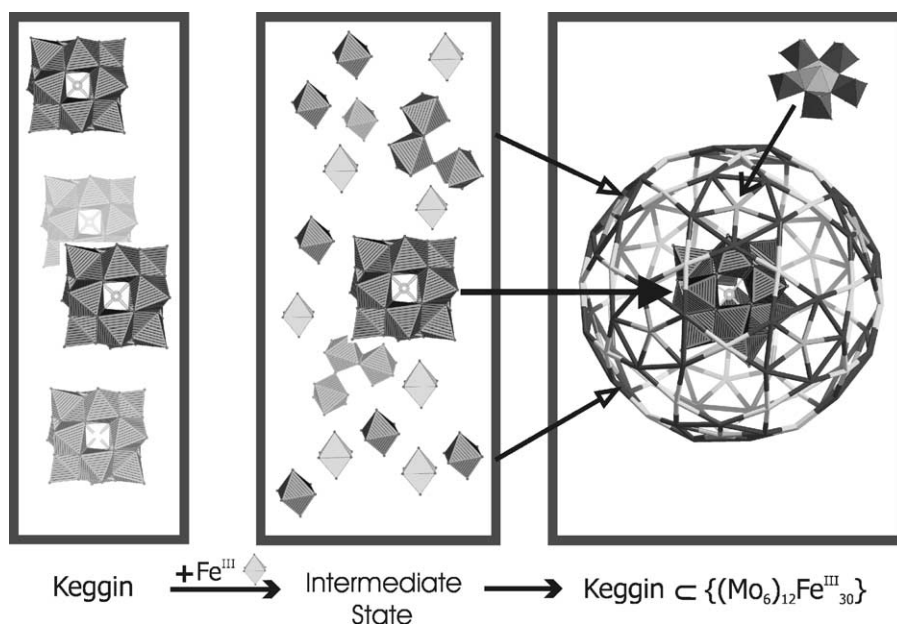 Keggin
+Fe^III
Intermediate
State
Keggin ⊂ {(Mo₆)₁₂Fe^III₃₀}